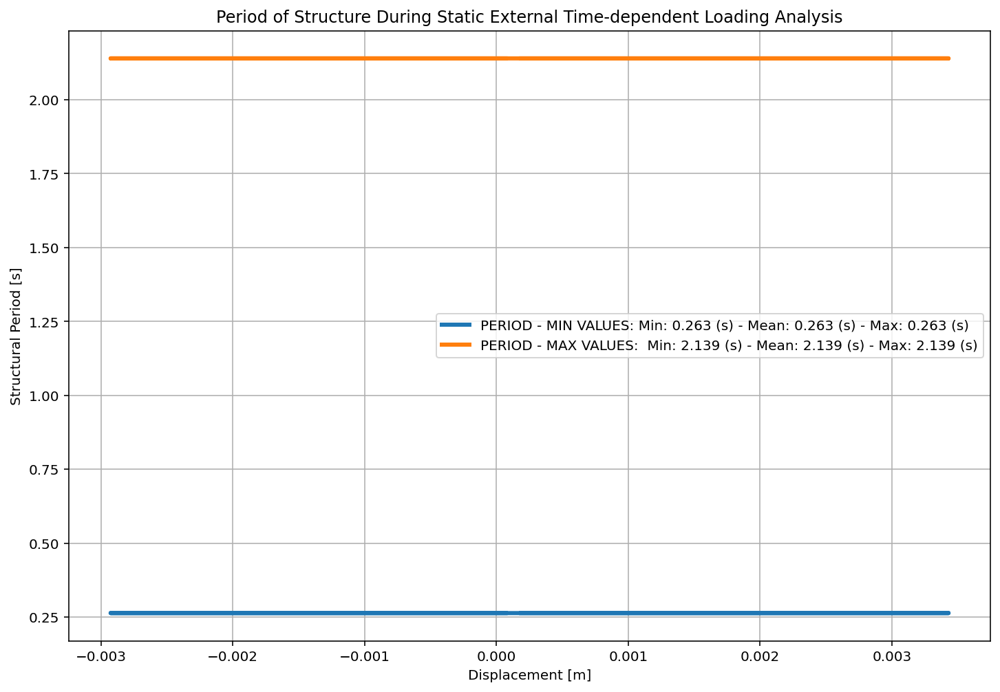 Period of Structure During Static External Time-dependent Loading Analysis
Structural Period [s]
2.00
1.75
1.50
1.25
1.00
0.75
0.50
0.25
PERIOD - MIN VALUES: Min: 0.263 (s) - Mean: 0.263 (s) - Max: 0.263 (s)
PERIOD - MAX VALUES:  Min: 2.139 (s) - Mean: 2.139 (s) - Max: 2.139 (s)
−0.003 −0.002 −0.001 0.000 0.001 0.002 0.003
Displacement [m]